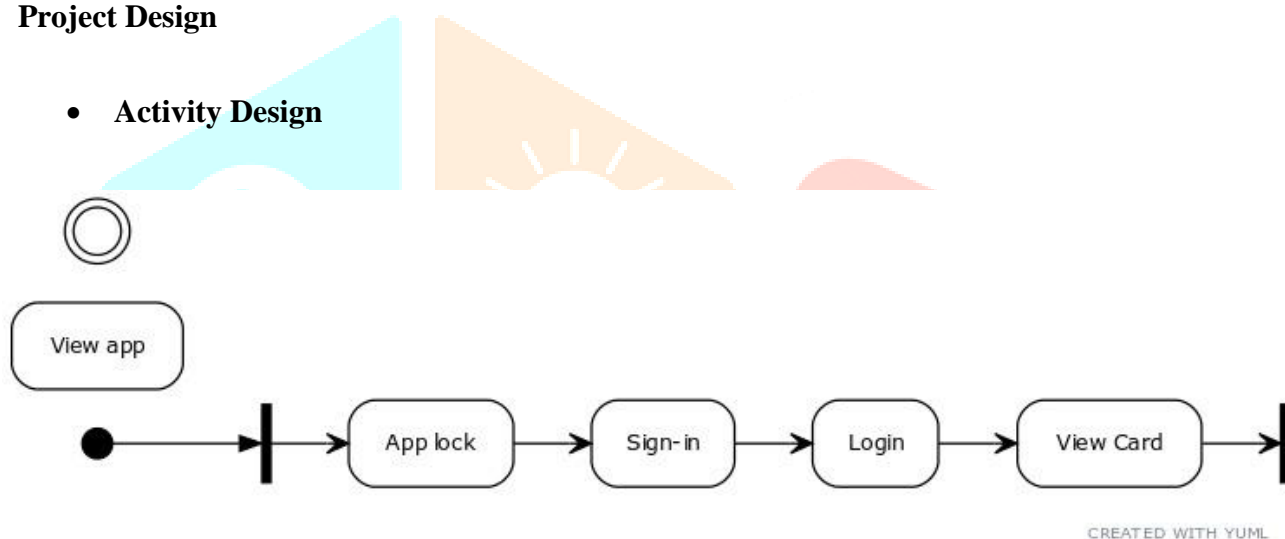 Project Design
• Activity Design
View app
App lock
Sign-in
Login
View Card
CREATED WITH YUML